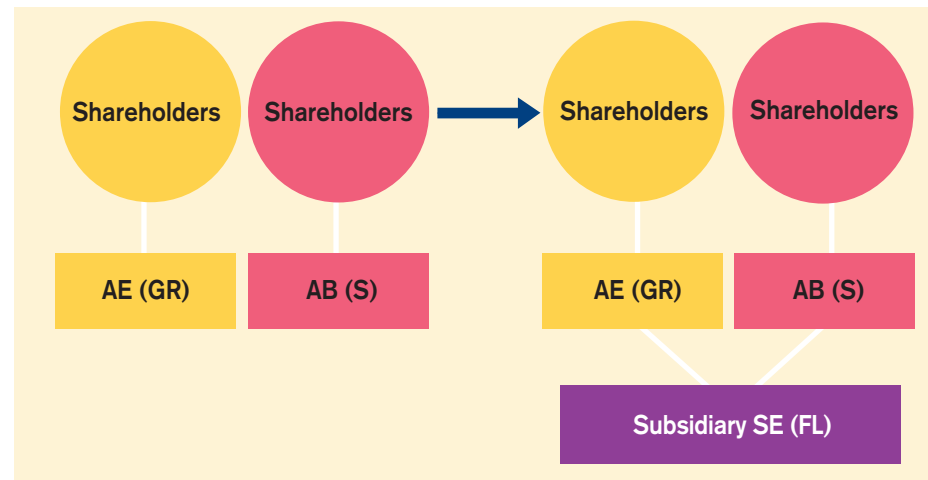 Shareholders
Shareholders
Shareholders
Shareholders
AE (GR)
AB (S)
AE (GR)
AB (S)
Subsidiary SE (FL)